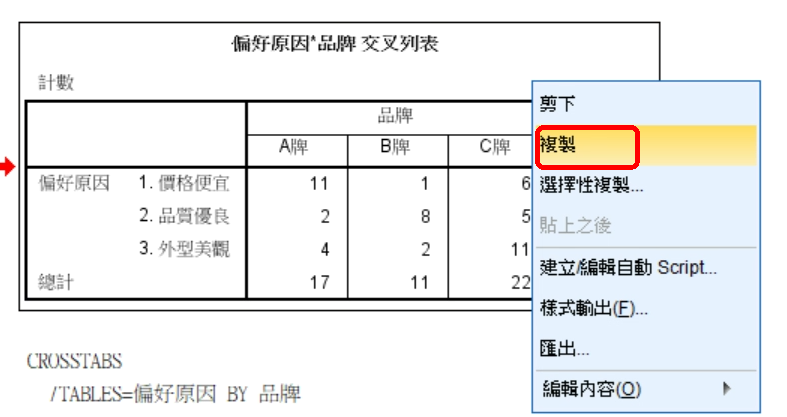 偏好原因*品牌 交叉列表
計數
品牌
A牌 B牌 C牌
偏好原因 1. 價格便宜 11 1 6
2. 品質優良 2 8 5
3. 外型美觀 4 2 11
總計 17 11 22
剪下
複製
選擇性複製...
貼上之後
建立/編輯自動 Script...
樣式輸出(F)...
匯出...
編輯內容(O)
CROSSTABS
/TABLES=偏好原因 BY 品牌